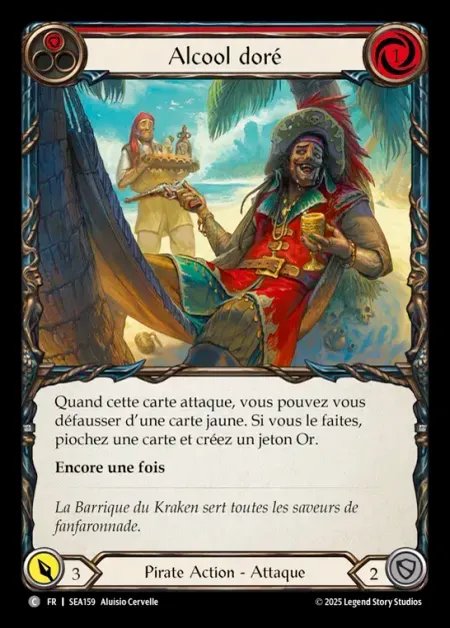 Alcool doré
1
Quand cette carte attaque, vous pouvez vous
défausser d'une carte jaune. Si vous le faites,
piochez une carte et créez un jeton Or.
Encore une fois
La Barrique du Kraken sert toutes les saveurs de
fanfaronnade.
3
Pirate Action - Attaque
2
C FR | SEA159 Aluisio Cervelle
© 2025 Legend Story Studios